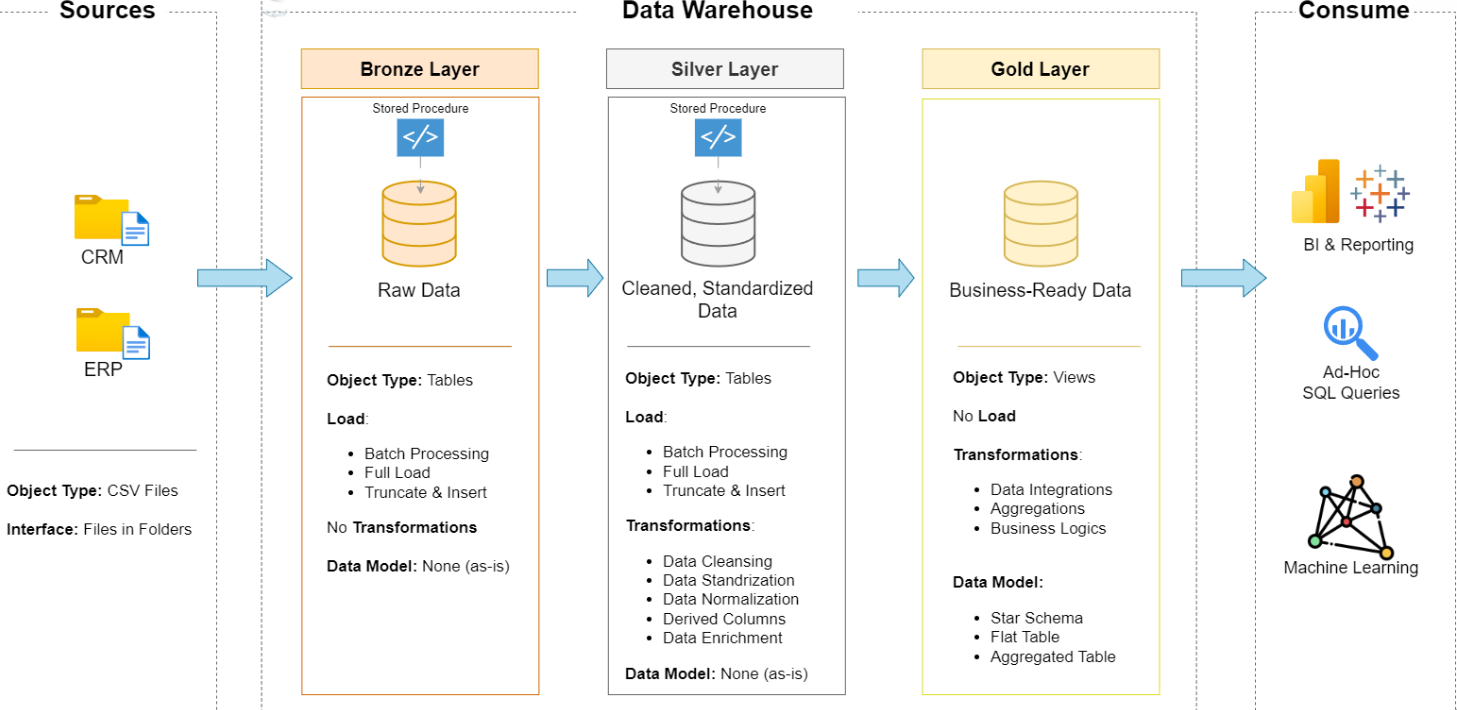 Sources
CRM
ERP
Object Type: CSV Files
Interface: Files in Folders
Data Warehouse
Bronze Layer
Stored Procedure
</>
Raw Data
Object Type: Tables
Load:
• Batch Processing
• Full Load
• Truncate & Insert
No Transformations
Data Model: None (as-is)
Silver Layer
Stored Procedure
</>
Cleaned, Standardized
Data
Object Type: Tables
Load:
• Batch Processing
• Full Load
• Truncate & Insert
Transformations:
• Data Cleansing
• Data Standrization
• Data Normalization
• Derived Columns
• Data Enrichment
Data Model: None (as-is)
Gold Layer
Business-Ready Data
Object Type: Views
No Load
Transformations:
• Data Integrations
• Aggregations
• Business Logics
Data Model:
• Star Schema
• Flat Table
• Aggregated Table
Consume
BI & Reporting
Ad-Hoc
SQL Queries
Machine Learning